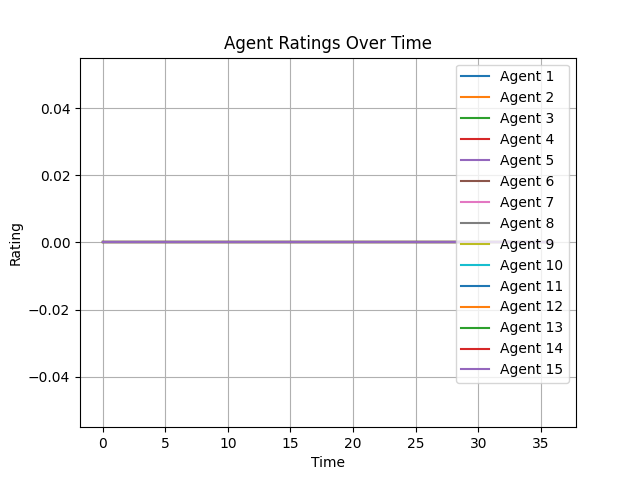 Agent Ratings Over Time
Agent 1
Agent 2
Agent 3
Agent 4
Agent 5
Agent 6
Agent 7
Agent 8
Agent 9
Agent 10
Agent 11
Agent 12
Agent 13
Agent 14
Agent 15
0.04
0.02
0.00
−0.02
−0.04
Rating
0 5 10 15 20 25 30 35
Time